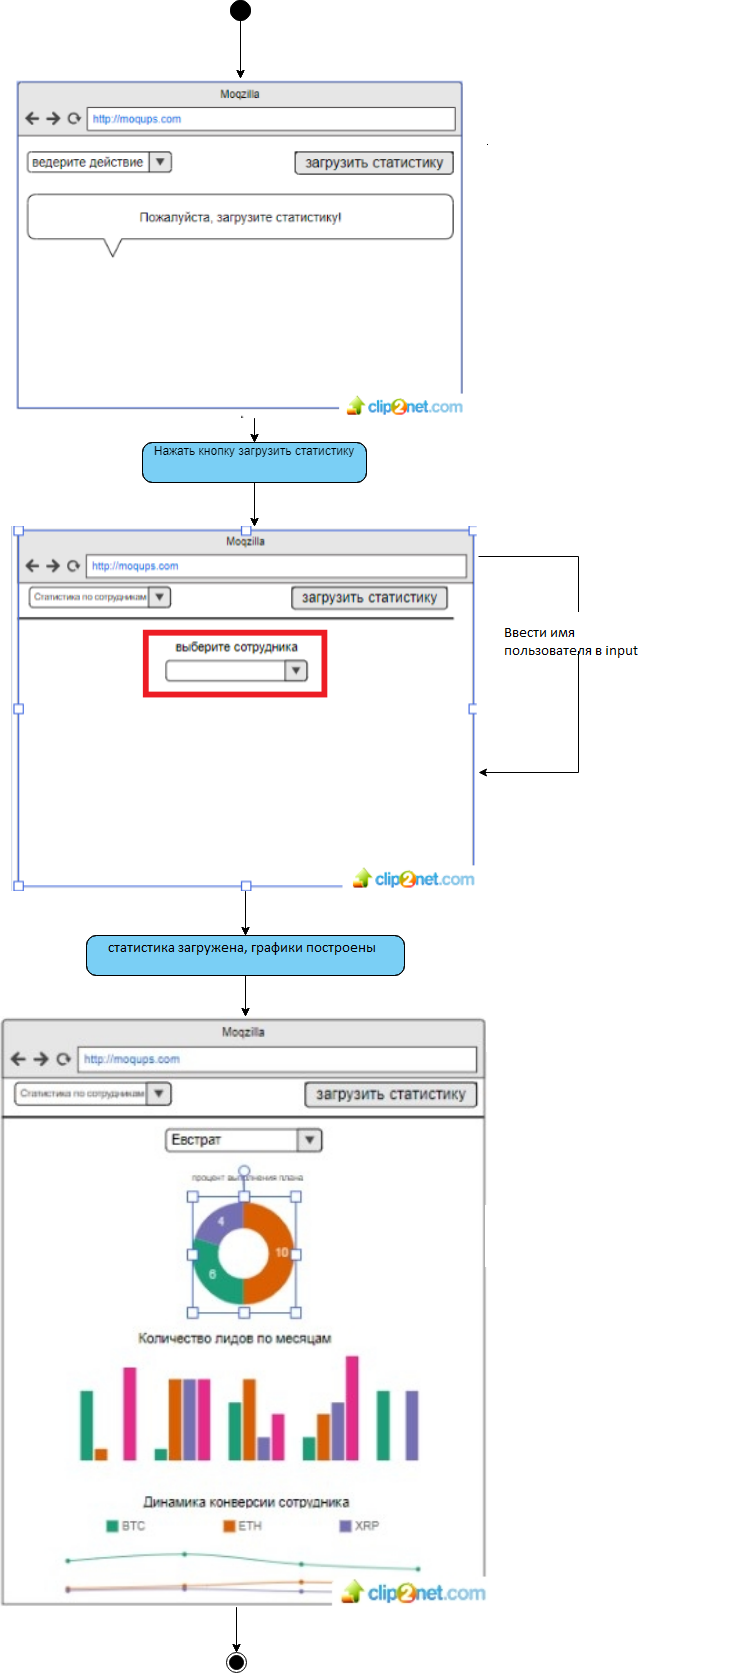 Moqzilla
http://moqups.com
ведерите действие
загрузить статистику
Пожалуйста, загрузите статистику!
clip2net.com
Нажать кнопку загрузить статистику
Moqzilla
http://moqups.com
Статистика по сотрудникам
загрузить статистику
выберите сотрудника
Ввести имя
пользователя в input
clip2net.com
статистика загружена, графики построены
Moqzilla
http://moqups.com
Статистика по сотрудникам
загрузить статистику
Евстрат
процент выполнения плана
4
10
6
Количество лидов по месяцам
Динамика конверсии сотрудника
BTC
ETH
XRP
clip2net.com